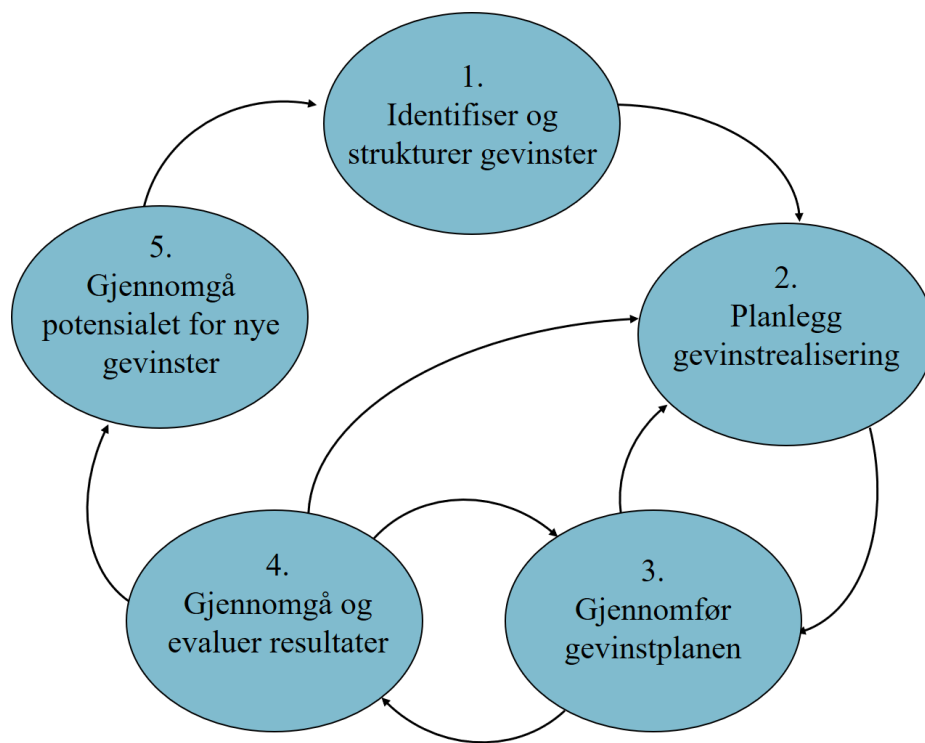 1.
Identifiser og
strukturer gevinster
2.
Planlegg
gevinstrealisering
3.
Gjennomfør
gevinstplanen
4.
Gjennomgå og
evaluer resultater
5.
Gjennomgå
potensialet for nye
gevinster